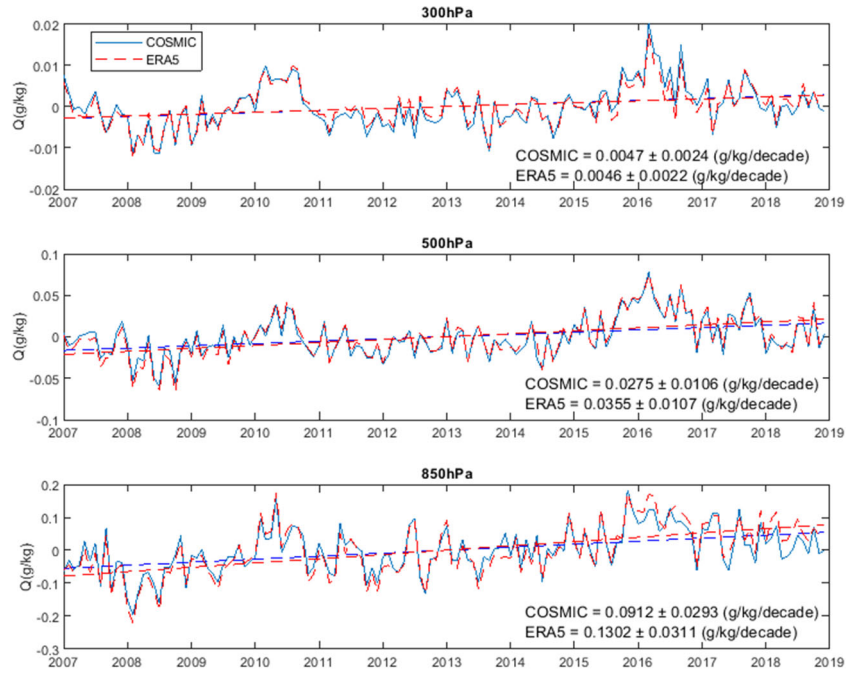 300hPa
0.02
0.01
0
-0.01
-0.02
Q(g/kg)
COSMIC
ERA5
COSMIC = 0.0047 ± 0.0024 (g/kg/decade)
ERA5 = 0.0046 ± 0.0022 (g/kg/decade)
2007 2008 2009 2010 2011 2012 2013 2014 2015 2016 2017 2018 2019
500hPa
0.1
0.05
0
-0.05
-0.1
Q(g/kg)
COSMIC = 0.0275 ± 0.0106 (g/kg/decade)
ERA5 = 0.0355 ± 0.0107 (g/kg/decade)
2007 2008 2009 2010 2011 2012 2013 2014 2015 2016 2017 2018 2019
850hPa
0.2
0.1
0
-0.1
-0.2
-0.3
Q(g/kg)
COSMIC = 0.0912 ± 0.0293 (g/kg/decade)
ERA5 = 0.1302 ± 0.0311 (g/kg/decade)
2007 2008 2009 2010 2011 2012 2013 2014 2015 2016 2017 2018 2019